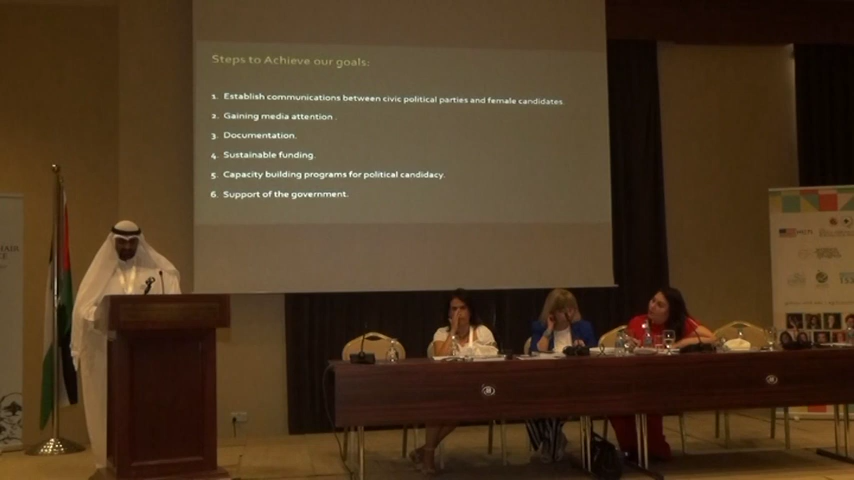 Steps to Achieve our goals:
1. Establish communications between civic political parties and female candidates.
2. Gaining media attention .
3. Documentation.
4. Sustainable funding.
5. Capacity building programs for political candidacy.
6. Support of the government.